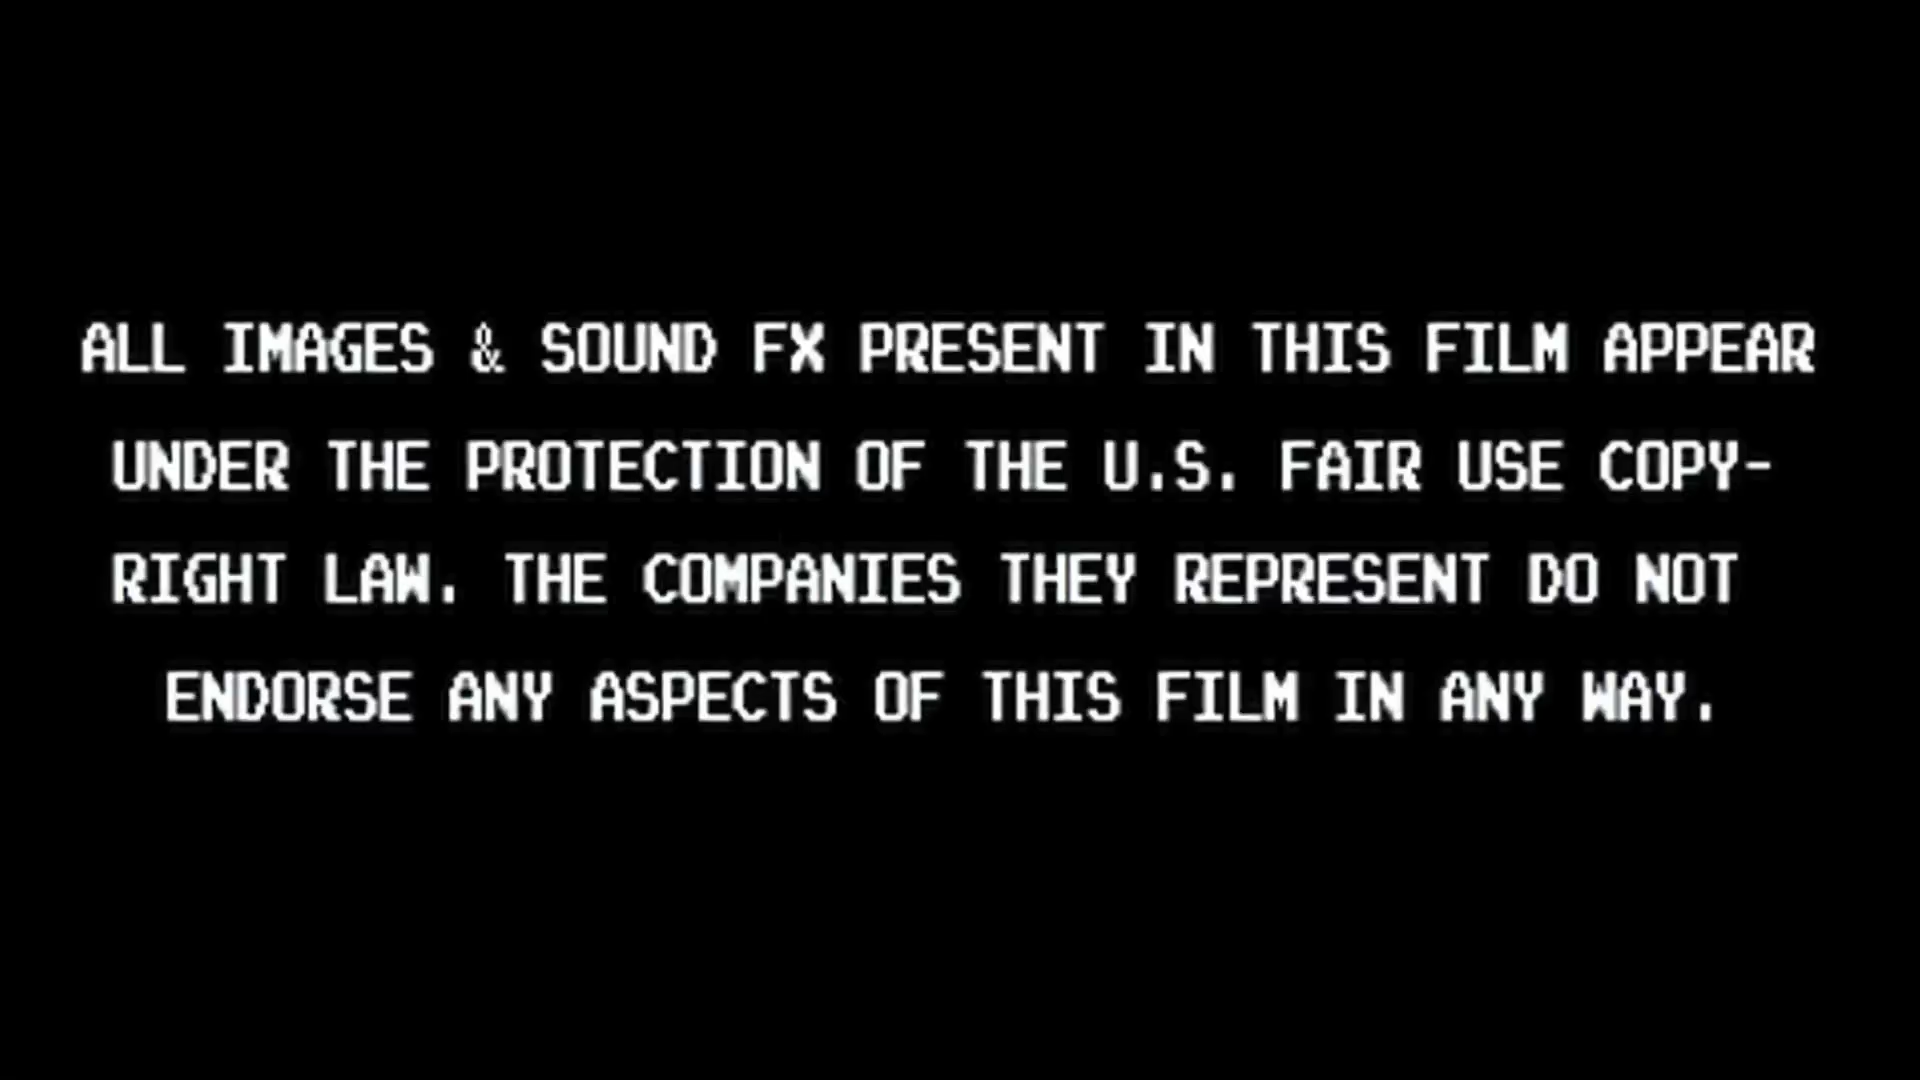 ALL IMAGES & SOUND FX PRESENT IN THIS FILM APPEAR
UNDER THE PROTECTION OF THE U.S. FAIR USE COPY-
RIGHT LAW. THE COMPANIES THEY REPRESENT DO NOT
ENDORSE ANY ASPECTS OF THIS FILM IN ANY WAY.